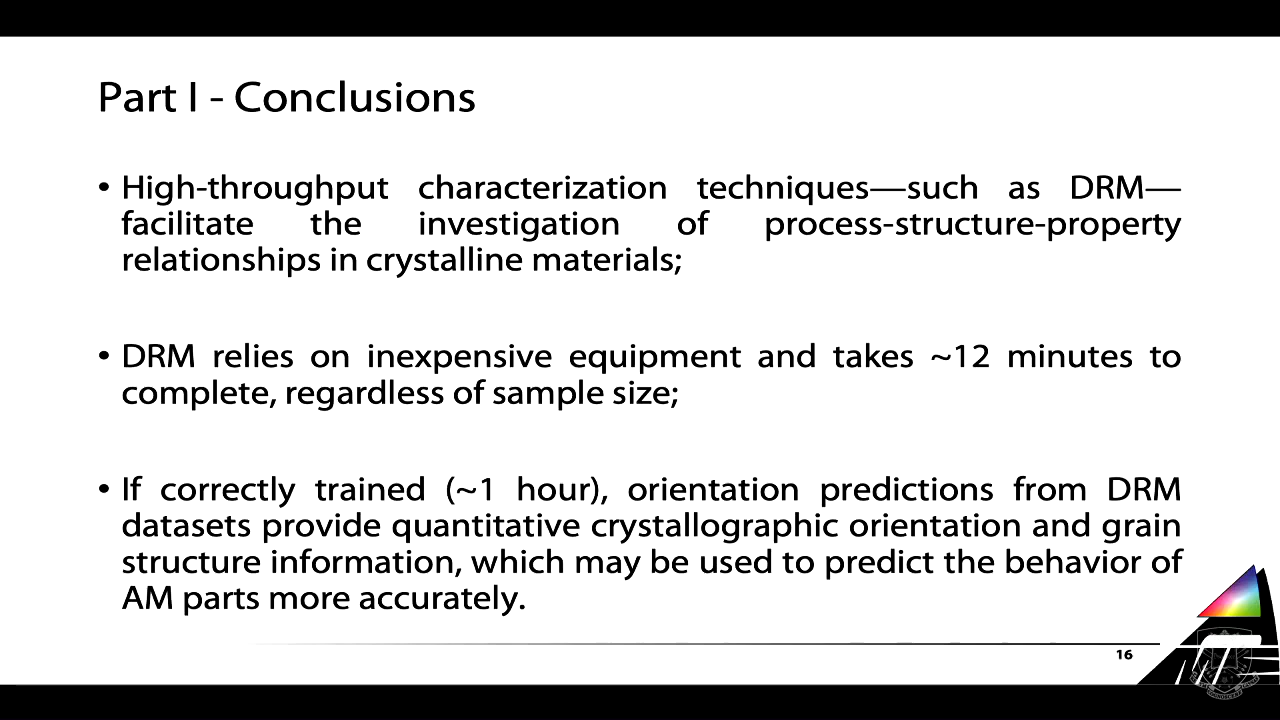 Part I - Conclusions
• High-throughput characterization techniques—such as DRM—
facilitate the investigation of process-structure-property
relationships in crystalline materials;
• DRM relies on inexpensive equipment and takes ~12 minutes to
complete, regardless of sample size;
• If correctly trained (~1 hour), orientation predictions from DRM
datasets provide quantitative crystallographic orientation and grain
structure information, which may be used to predict the behavior of
AM parts more accurately.
16